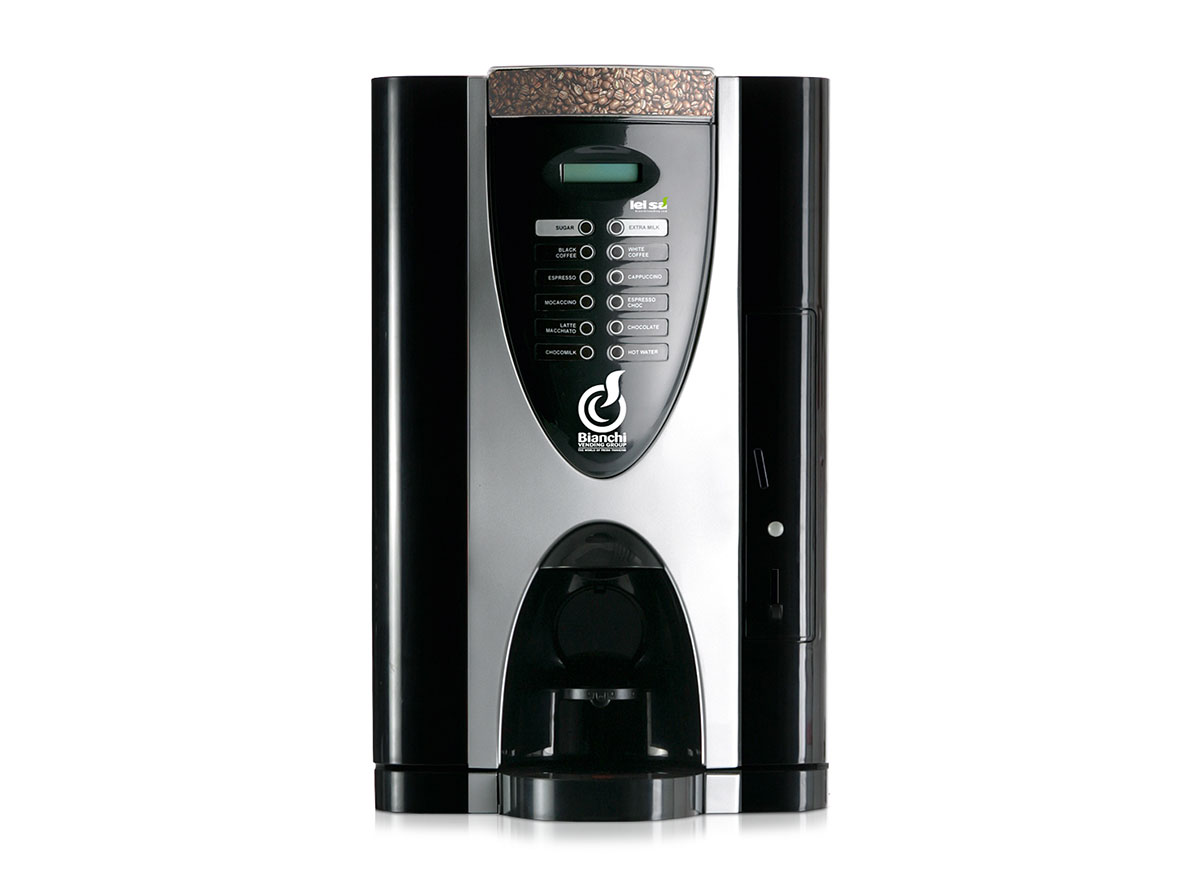 lei sa
SUGAR
EXTRA MILK
BLACK
COFFEE
WHITE
COFFEE
ESPRESSO
CAPPUCCINO
MOCACCINO
ESPRESSO
CHOC
LATTE
MACCHIATO
CHOCOLATE
CHOCOMILK
HOT WATER
Bianchi
VENDING GROUP